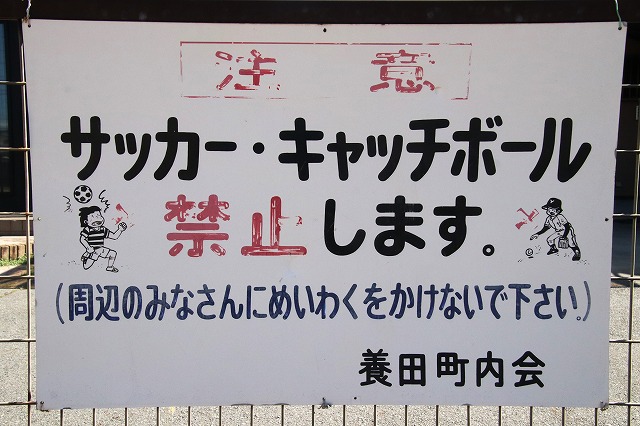 注意
サッカー・キャッチボール
禁止します。
(周辺のみなさんにめいわくをかけないで下さい。)
養田町内会